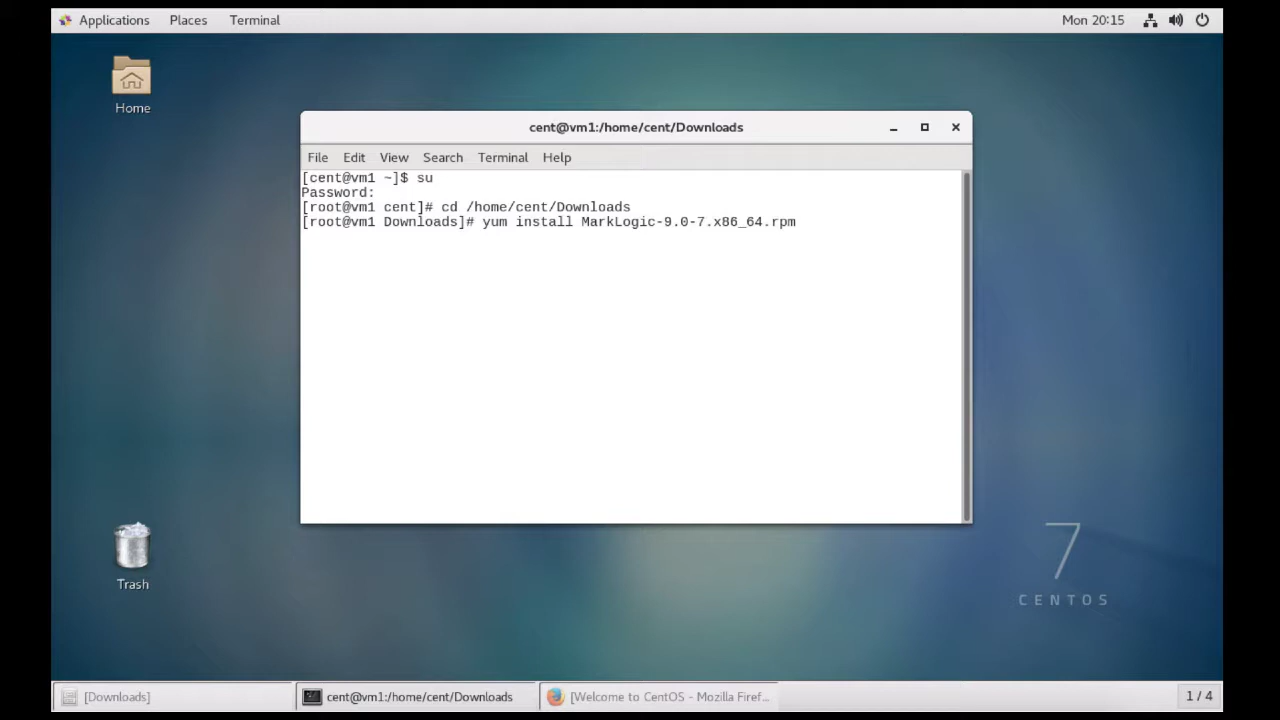 Applications Places Terminal Mon 20:15
Home
cent@vm1:/home/cent/Downloads
File Edit View Search Terminal Help
[cent@vm1 ~]$ su
Password:
[root@vm1 cent]# cd /home/cent/Downloads
[root@vm1 Downloads]# yum install MarkLogic-9.0-7.x86_64.rpm
Trash
7
CENTOS
[Downloads] cent@vm1:/home/cent/Downloads [Welcome to CentOS - Mozilla Firef... 1 / 4